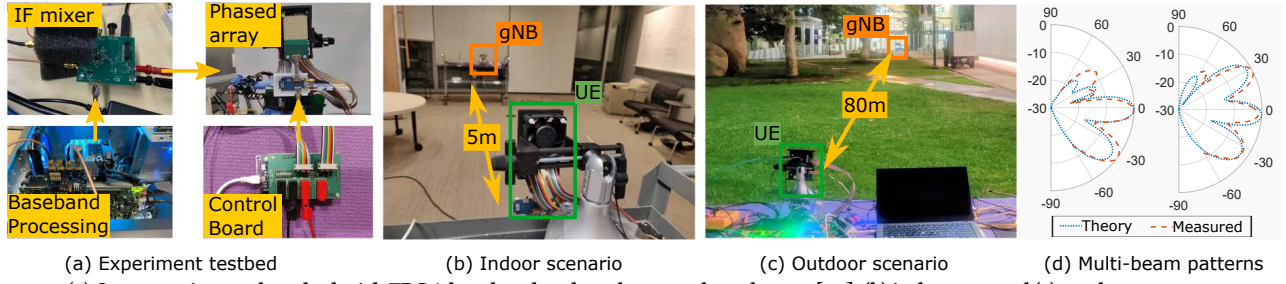 IF mixer
Phased
array
Baseband
Processing
Control
Board
gNB
UE
5m
gNB
80m
UE
90
60
30
0
-30
-60
-90
0
-10
-20
-30
90
60
30
0
-30
-60
-90
0
-10
-20
-30
Theory
Measured
(a) Experiment testbed
(b) Indoor scenario
(c) Outdoor scenario
(d) Multi-beam patterns